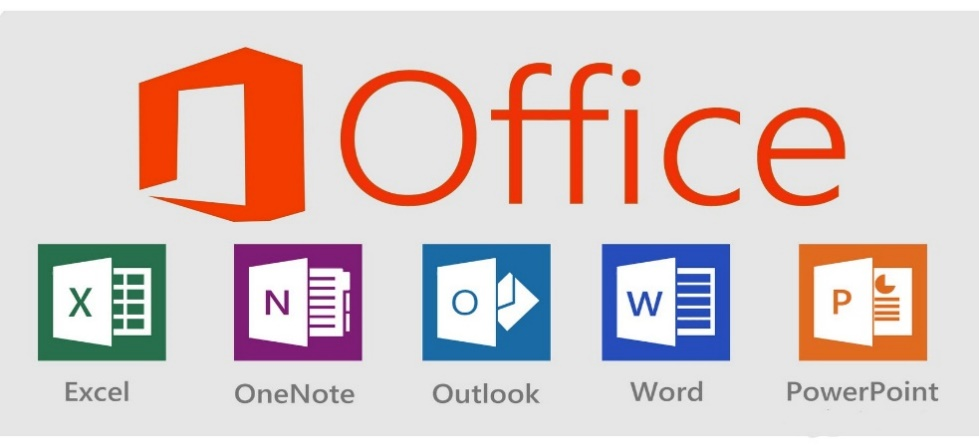 Office
X N O W P
Excel OneNote Outlook Word PowerPoint